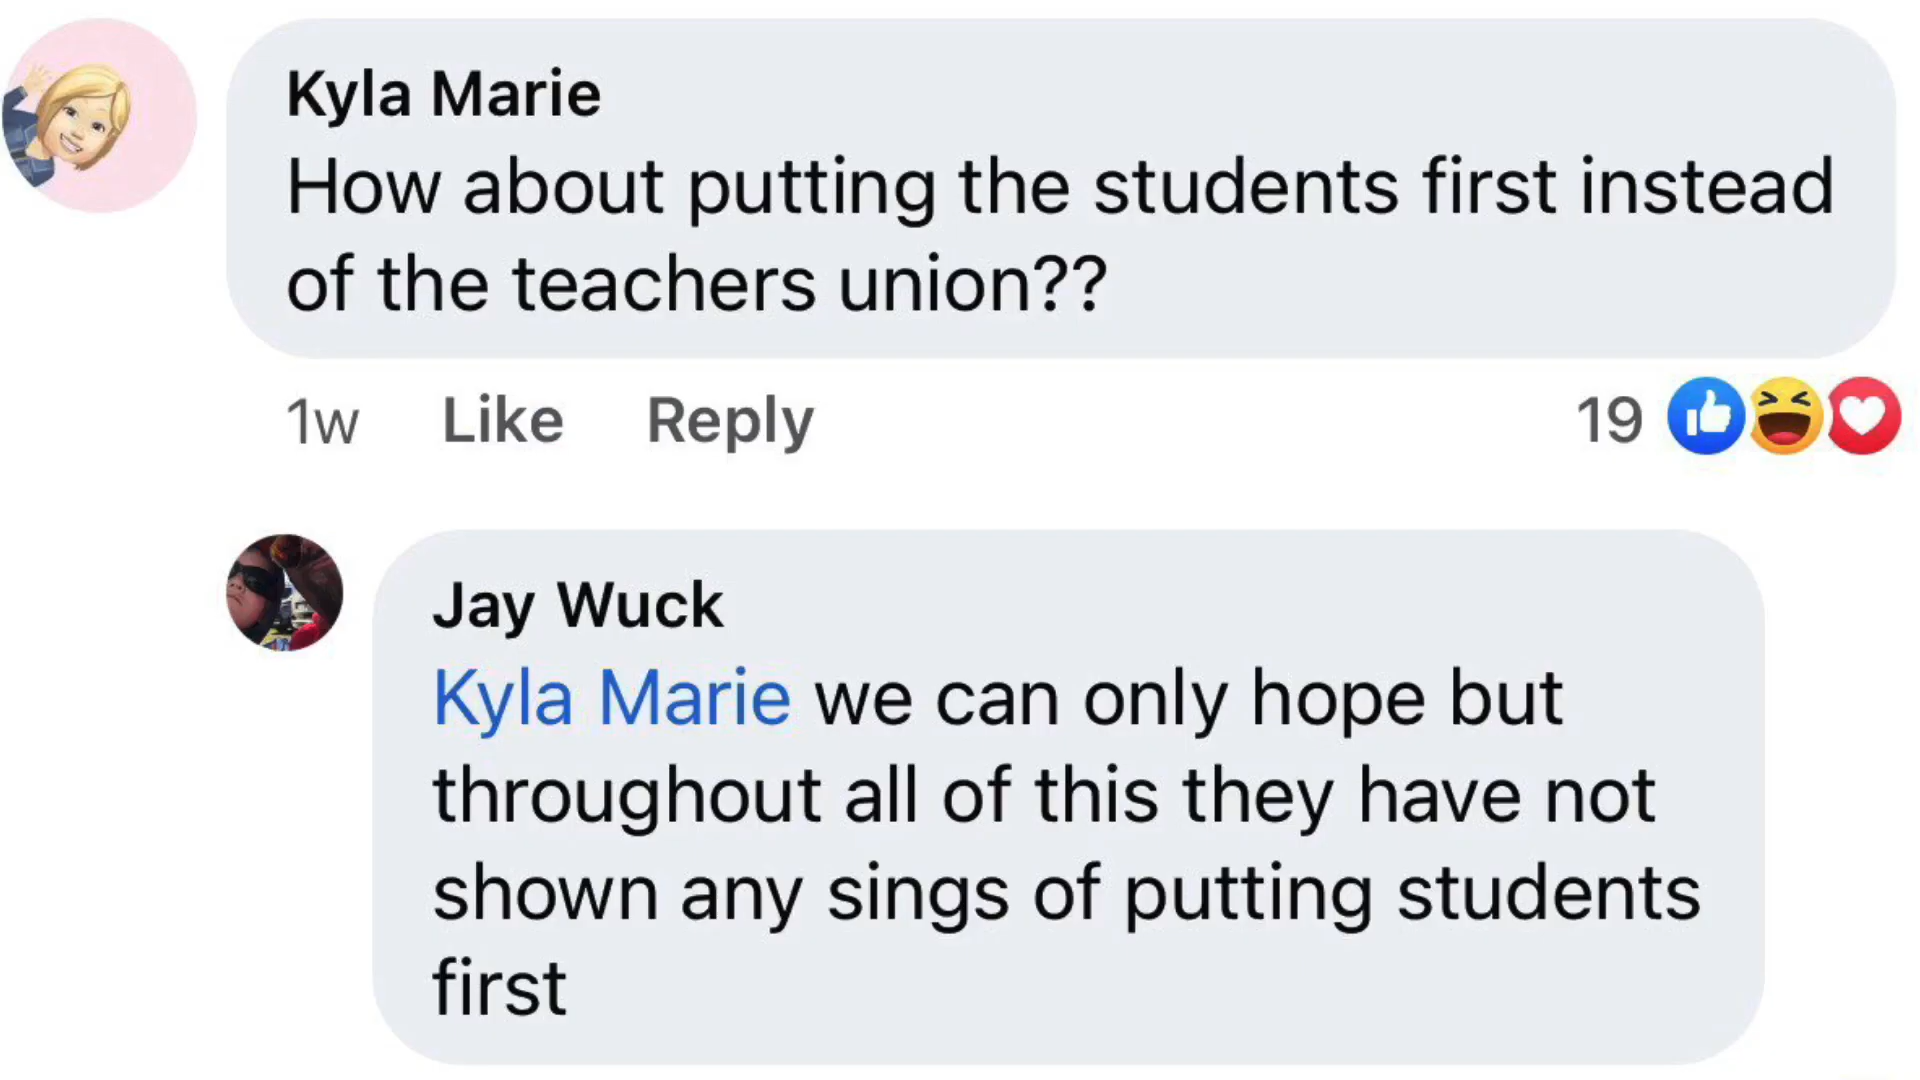 Kyla Marie
How about putting the students first instead
of the teachers union??
1w Like Reply 19
Jay Wuck
Kyla Marie we can only hope but
throughout all of this they have not
shown any sings of putting students
first